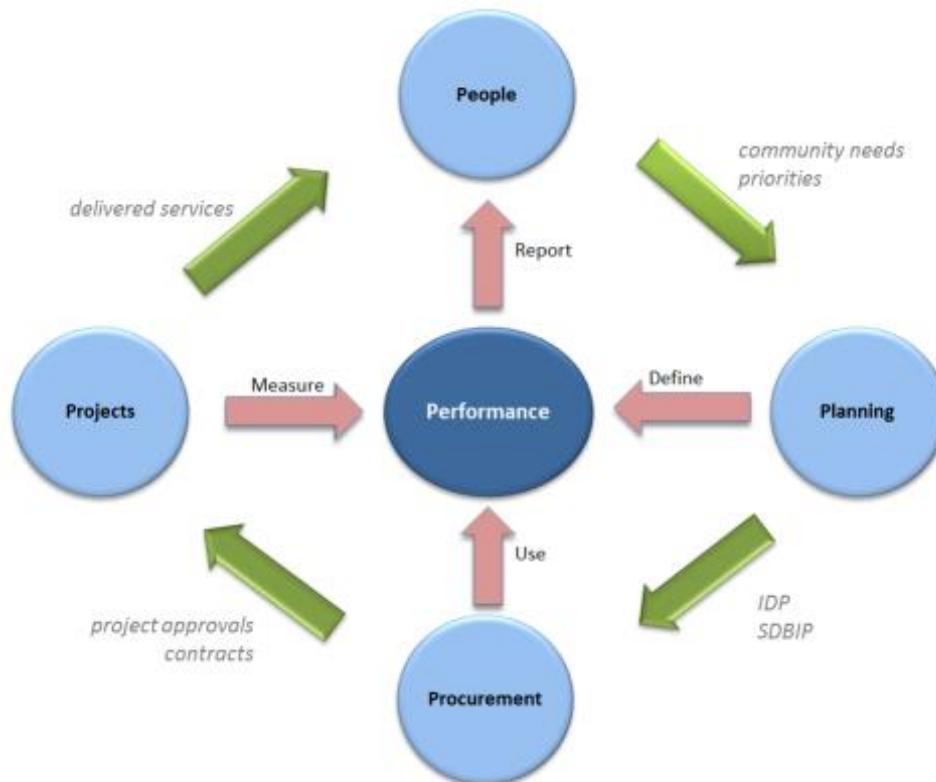 People
community needs
priorities
delivered services
Report
Measure
Define
Projects
Performance
Planning
Use
IDP
SDBIP
project approvals
contracts
Procurement